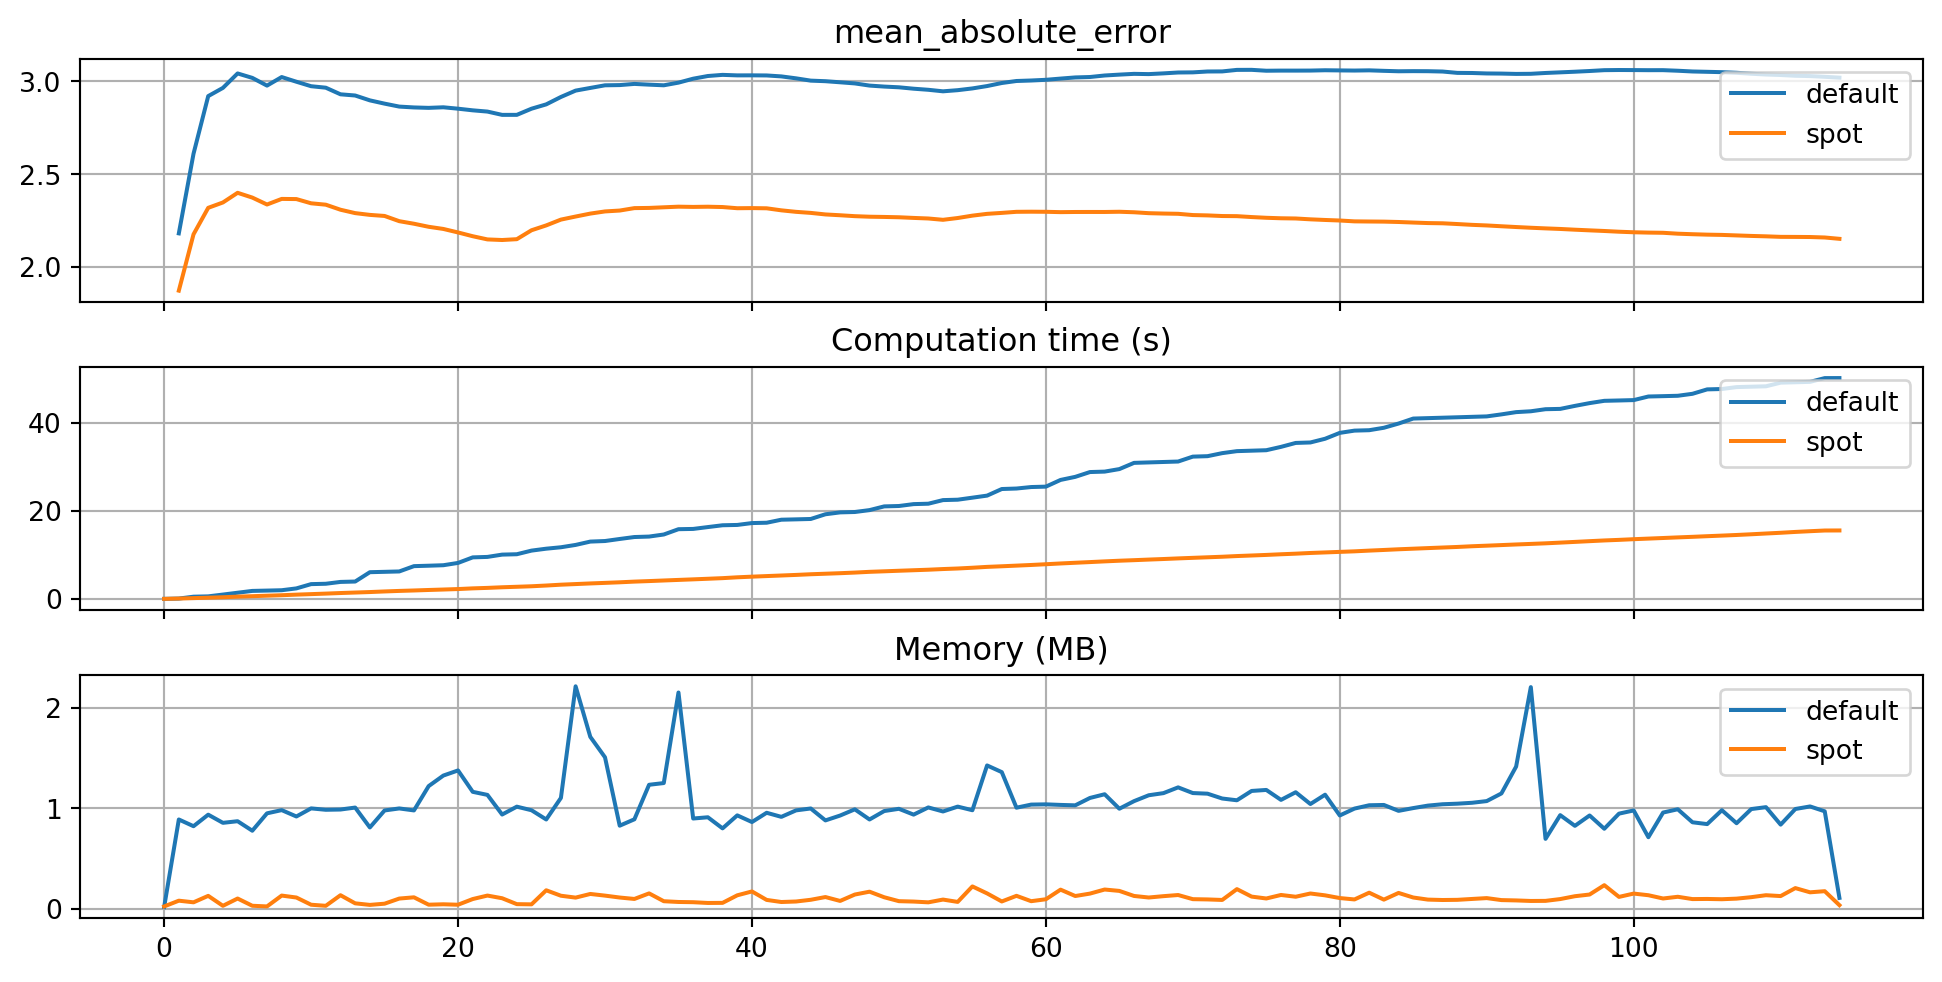 mean_absolute_error
3.0
2.5
2.0
default
spot
Computation time (s)
40
20
0
default
spot
Memory (MB)
2
1
0
default
spot
0 20 40 60 80 100